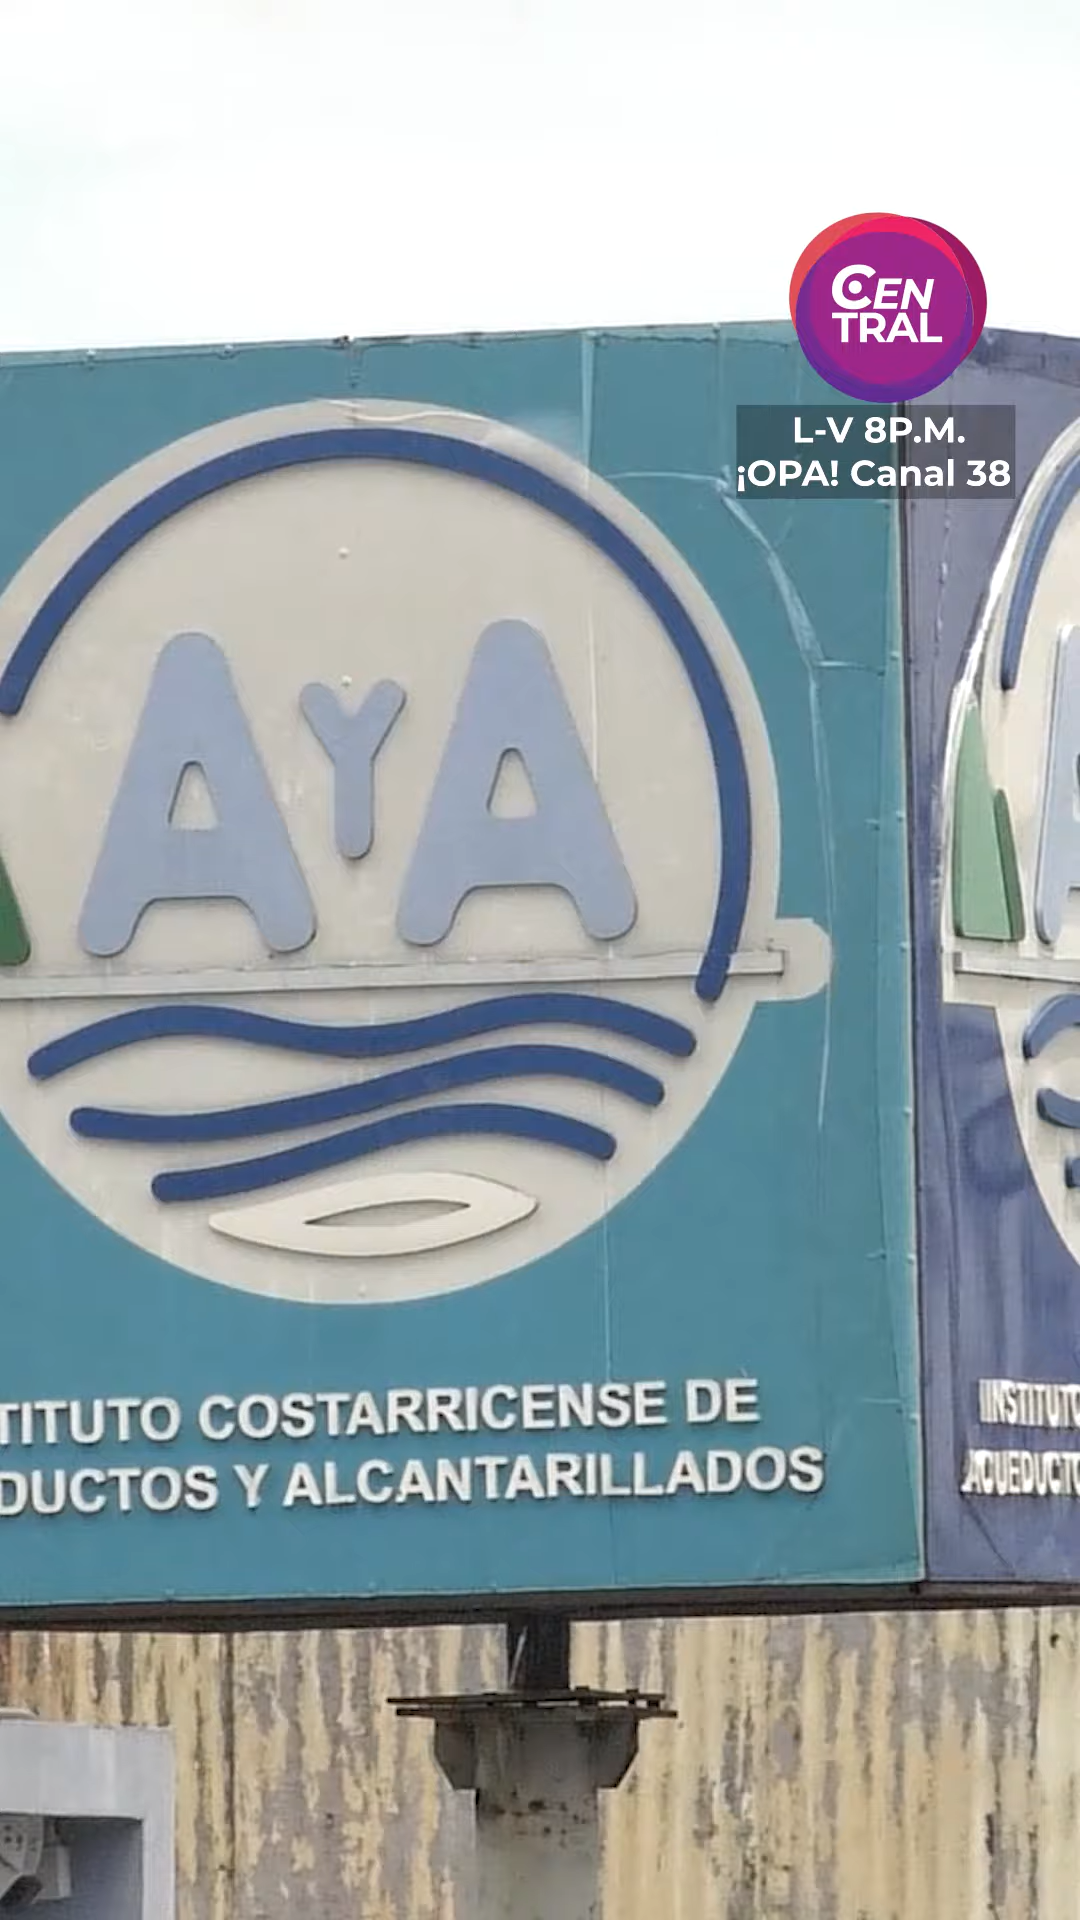 CEN
TRAL
L-V 8P.M.
¡OPA! Canal 38
AYA
TITUTO COSTARRICENSE DE
DUCTOS Y ALCANTARILLADOS
INSTITUTO
ACUEDUCTO